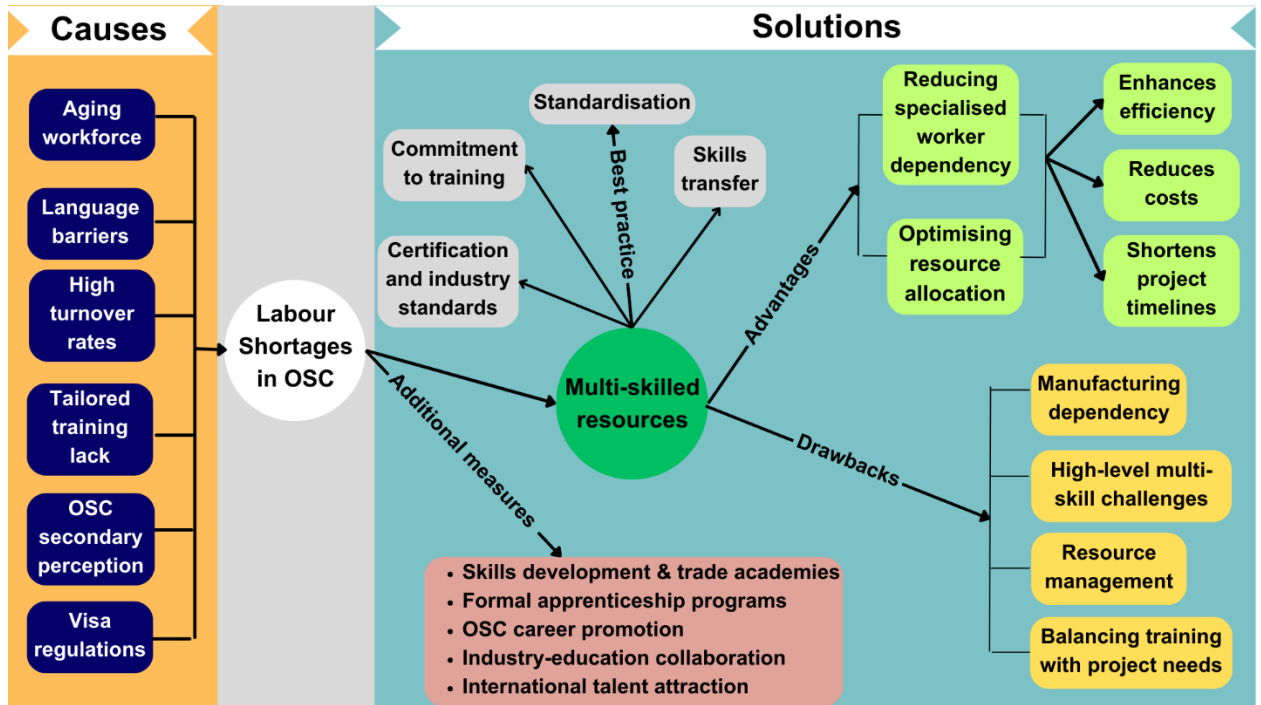 Causes
Solutions
Aging
workforce
Language
barriers
High
turnover
rates
Tailored
training
lack
OSC
secondary
perception
Visa
regulations
Labour
Shortages
in OSC
Standardisation
Commitment
to training
Skills
transfer
Certification
and industry
standards
Best practice
Multi-skilled
resources
Additional measures
• Skills development & trade academies
• Formal apprenticeship programs
• OSC career promotion
• Industry-education collaboration
• International talent attraction
Advantages
Reducing
specialised
worker
dependency
Optimising
resource
allocation
Enhances
efficiency
Reduces
costs
Shortens
project
timelines
Drawbacks
Manufacturing
dependency
High-level multi-
skill challenges
Resource
management
Balancing training
with project needs